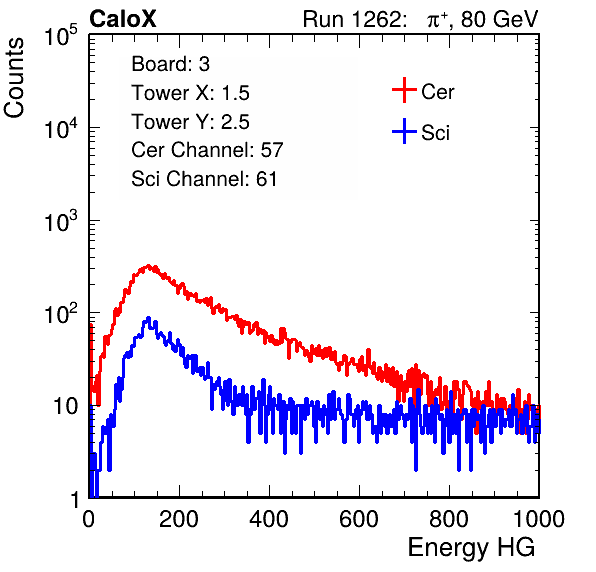 CaloX Run 1262: π⁺, 80 GeV
Counts
10⁵
10⁴
10³
10²
10
1
Board: 3
Tower X: 1.5
Tower Y: 2.5
Cer Channel: 57
Sci Channel: 61
Cer
Sci
0 200 400 600 800 1000
Energy HG